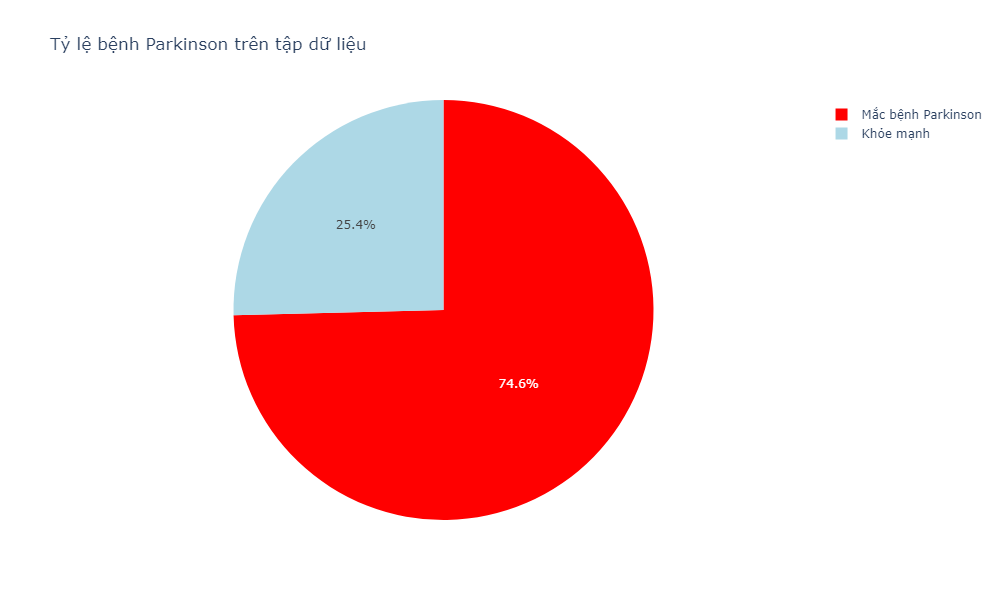 Tỷ lệ bệnh Parkinson trên tập dữ liệu
Mắc bệnh Parkinson
Khỏe mạnh
25.4%
74.6%